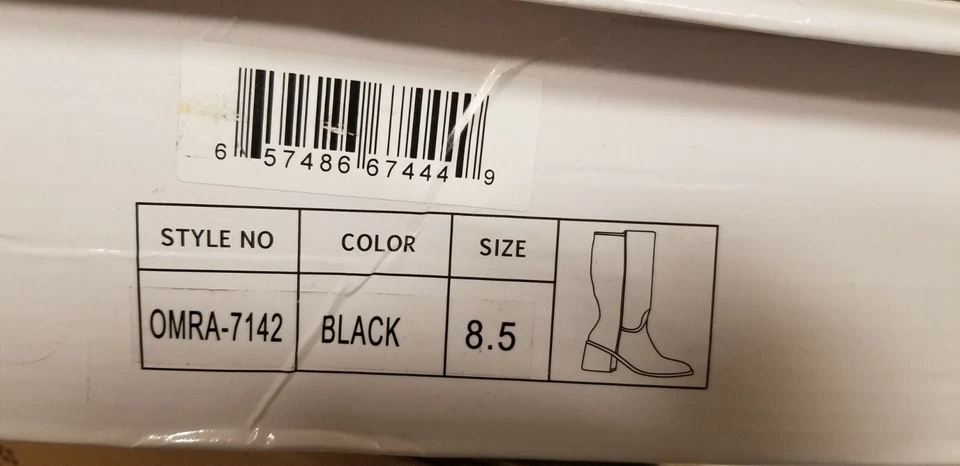 6 57486 67444 9
STYLE NO COLOR SIZE
OMRA-7142 BLACK 8.5